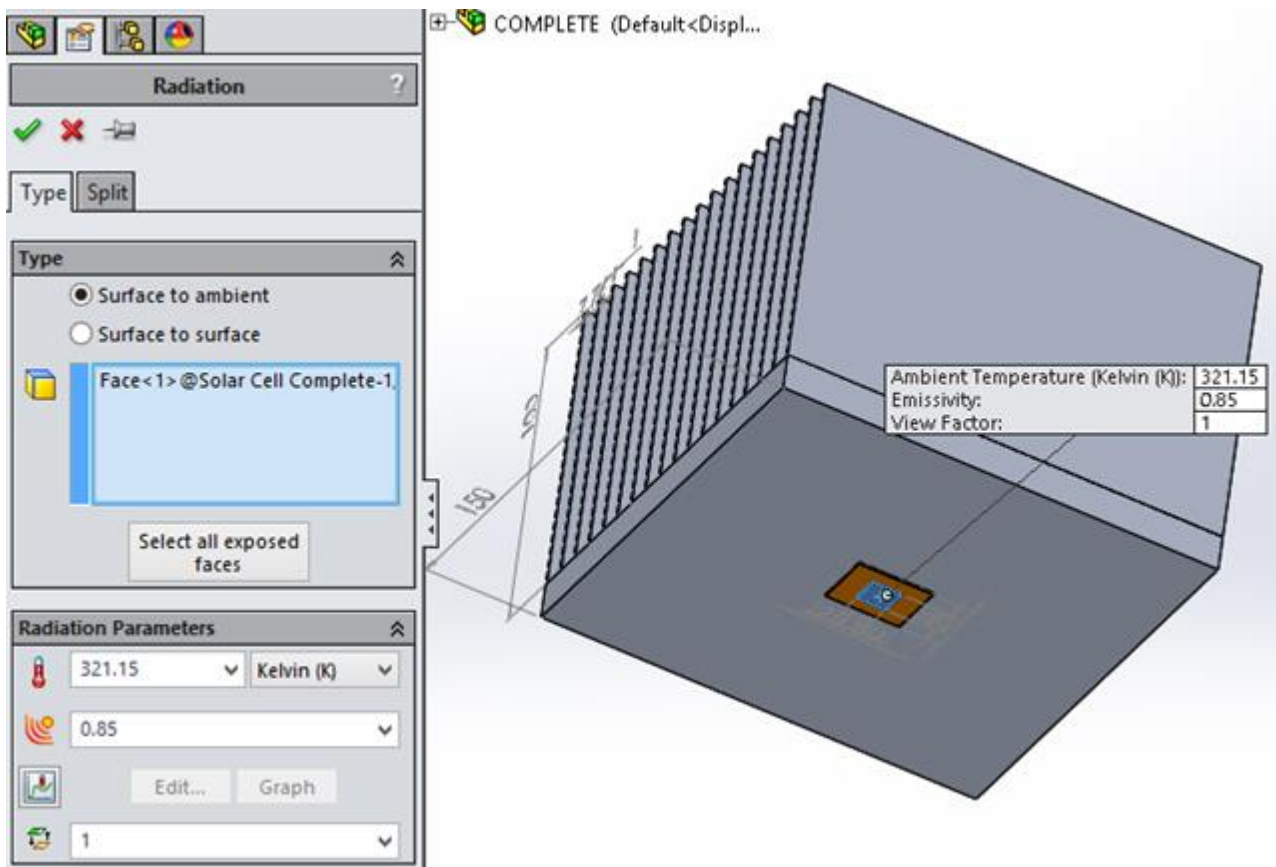 COMPLETE (Default<Displ...
Radiation ?
Type Split
Type
Surface to ambient
Surface to surface
Face<1>@Solar Cell Complete-1
Select all exposed
faces
Radiation Parameters
321.15 Kelvin (K)
0.85
Edit... Graph
1
Ambient Temperature (Kelvin (K)): 321.15
Emissivity: 0.85
View Factor: 1
150